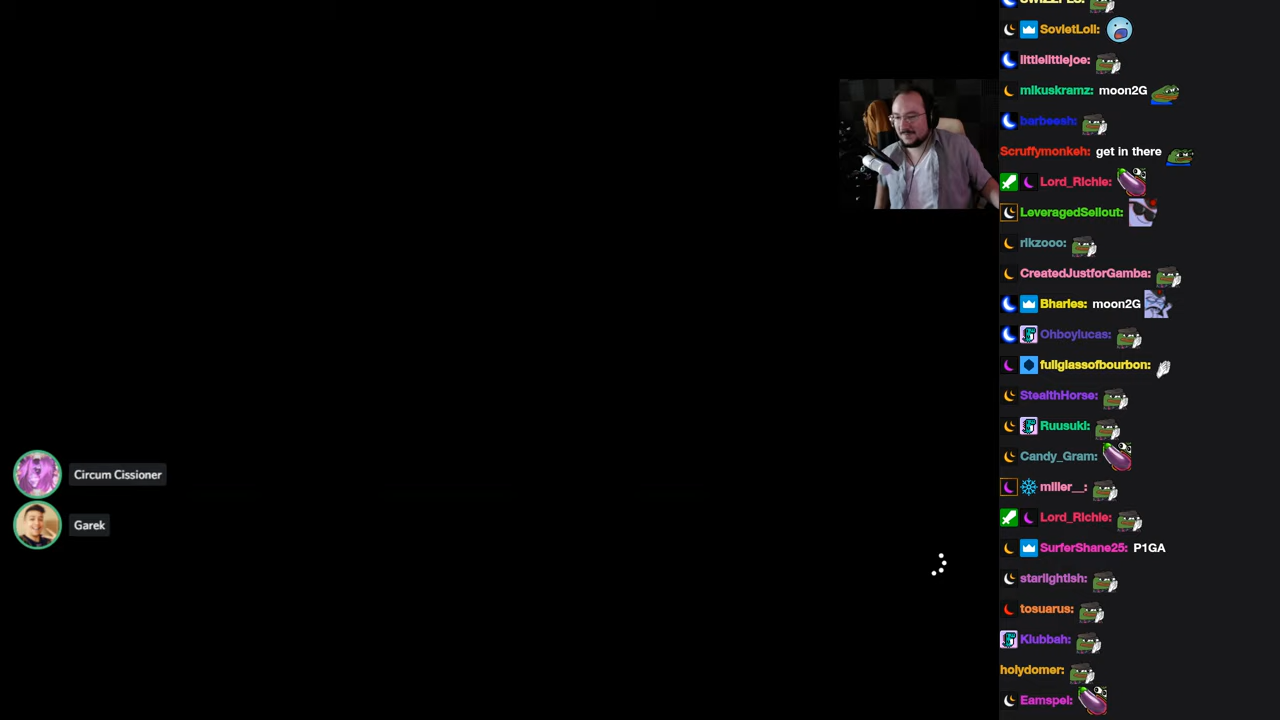 SovietLoli:
littlelittlejoe:
mikuskramz: moon2G
barbeesh:
Scruffymonkeh: get in there
Lord_Richie:
LeveragedSellout:
rikzooo:
CreatedJustforGamba:
Bharles: moon2G
Ohboylucas:
fullglassofbourbon:
StealthHorse:
Ruusuki:
Candy_Gram:
miller__:
Lord_Richie:
SurferShane25: P1GA
starlightish:
tosuarus:
Klubbah:
holydomer:
Eamspel:
Circum Cissioner
Garek